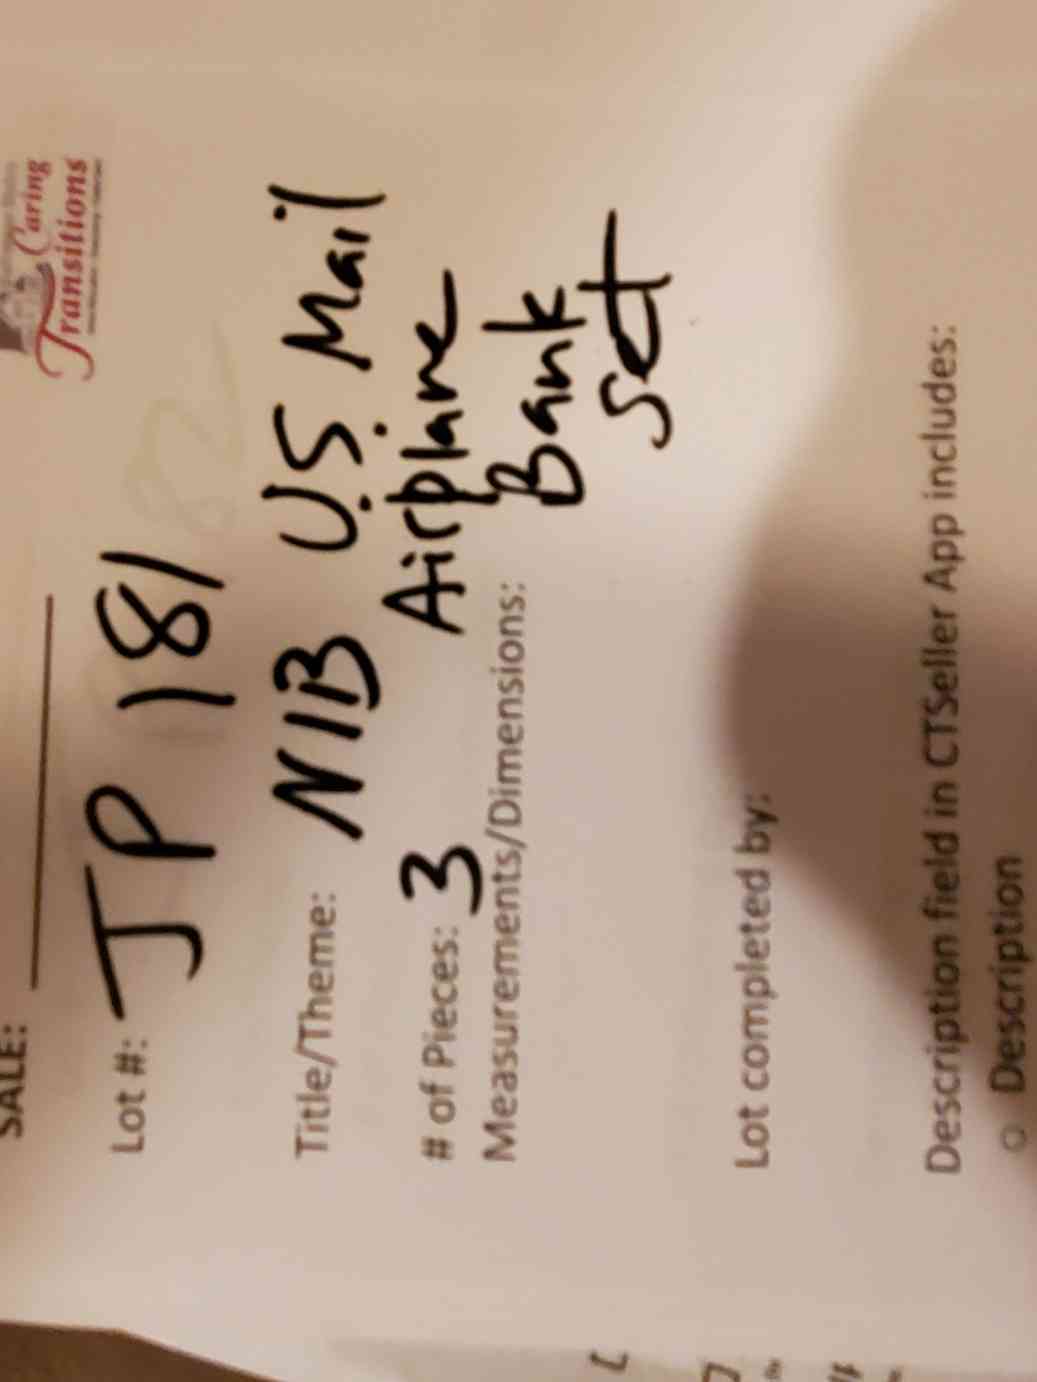 Caring
Transitions
SALE:
Lot #: JP 181
Title/Theme: NIB U.S. Mail
Airplane
Bank
set
# of Pieces: 3
Measurements/Dimensions:
Lot completed by:
Description field in CTSeller App includes:
o Description